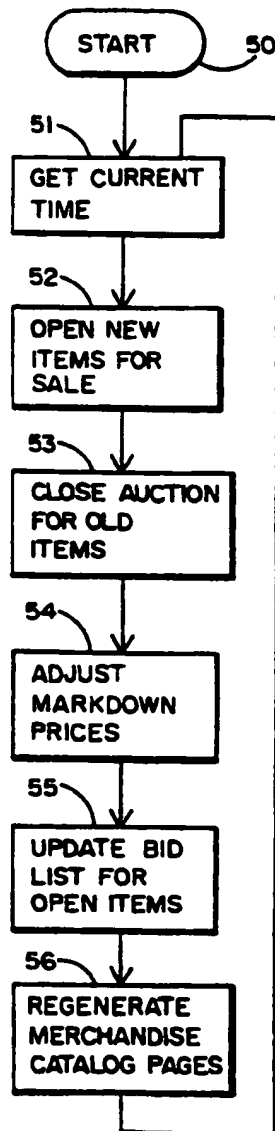 START
50
51
GET CURRENT
TIME
52
OPEN NEW
ITEMS FOR
SALE
53
CLOSE AUCTION
FOR OLD
ITEMS
54
ADJUST
MARKDOWN
PRICES
55
UPDATE BID
LIST FOR
OPEN ITEMS
56
REGENERATE
MERCHANDISE
CATALOG PAGES